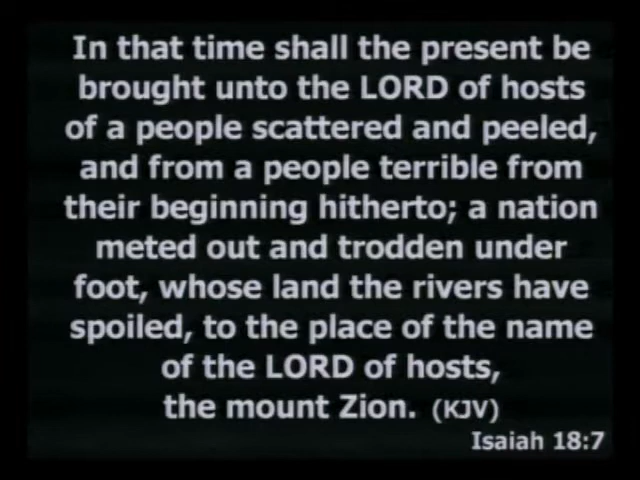 In that time shall the present be
brought unto the LORD of hosts
of a people scattered and peeled,
and from a people terrible from
their beginning hitherto; a nation
meted out and trodden under
foot, whose land the rivers have
spoiled, to the place of the name
of the LORD of hosts,
the mount Zion. (KJV)
Isaiah 18:7